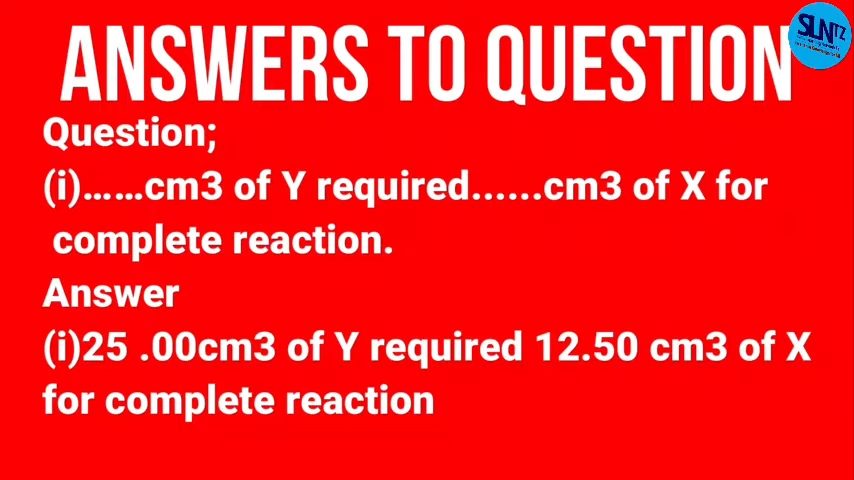 SLNTZ
ANSWERS TO QUESTION
Question;
(i)……cm3 of Y required......cm3 of X for
complete reaction.
Answer
(i)25 .00cm3 of Y required 12.50 cm3 of X
for complete reaction